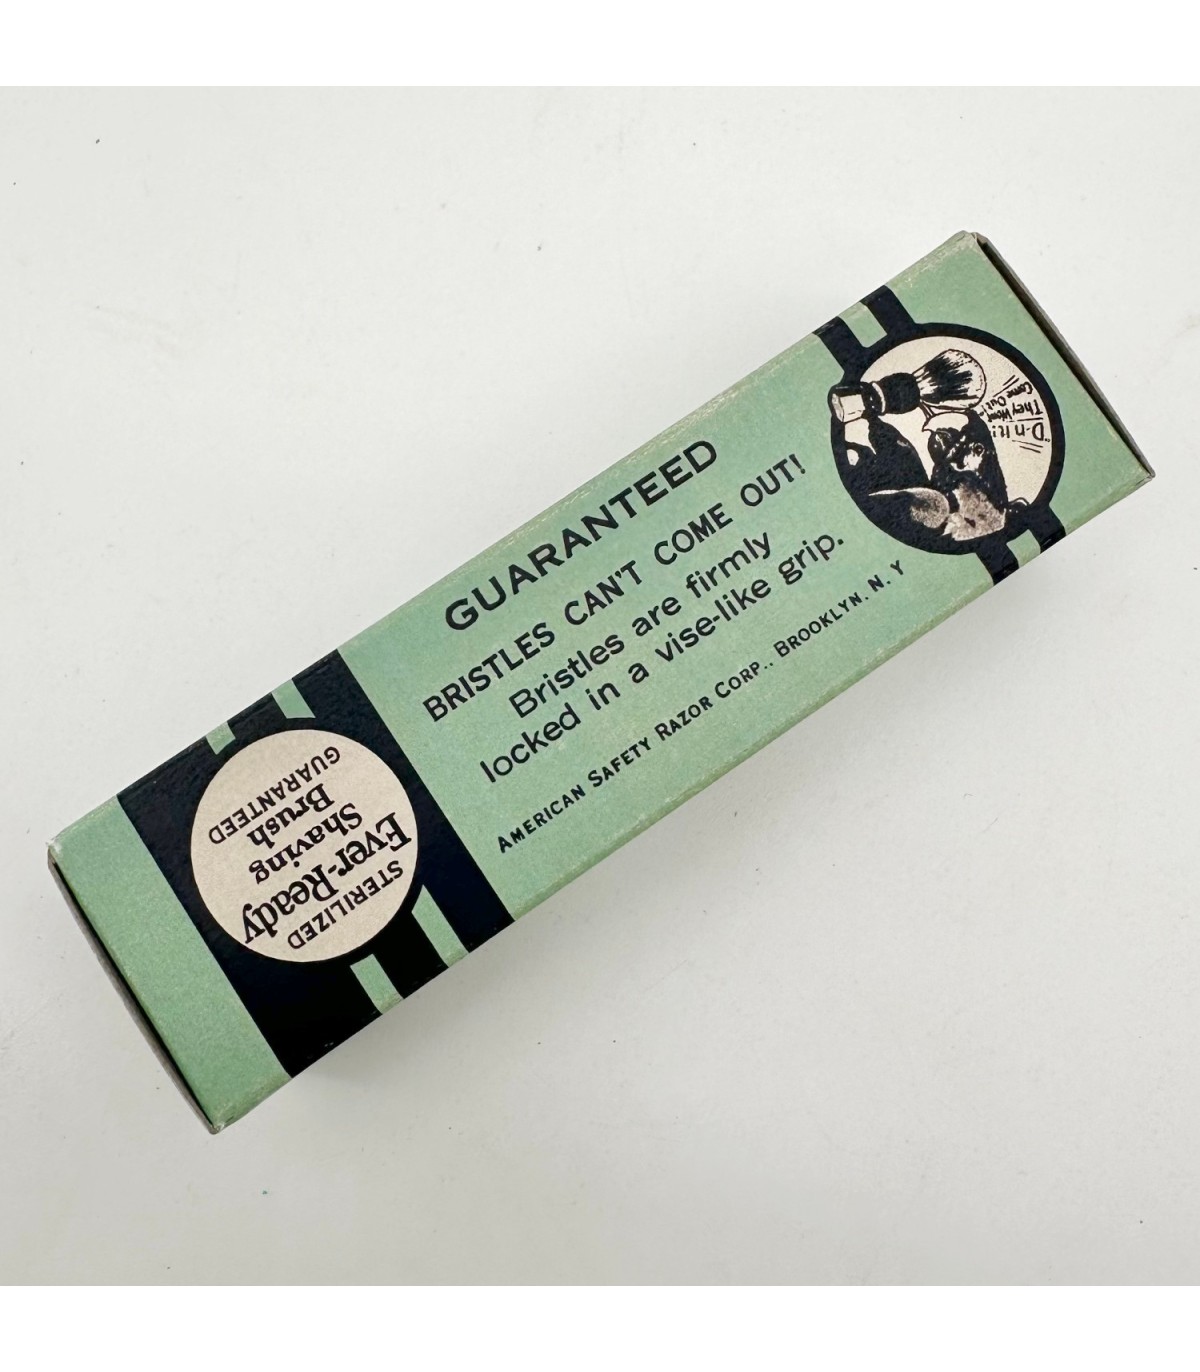 GUARANTEED
BRISTLES CAN'T COME OUT!
Bristles are firmly
locked in a vise-like grip.
AMERICAN SAFETY RAZOR CORP., BROOKLYN, N. Y
"D-n It!
They Won't
Come Out"
STERILIZED
Ever-Ready
Shaving
Brush
GUARANTEED